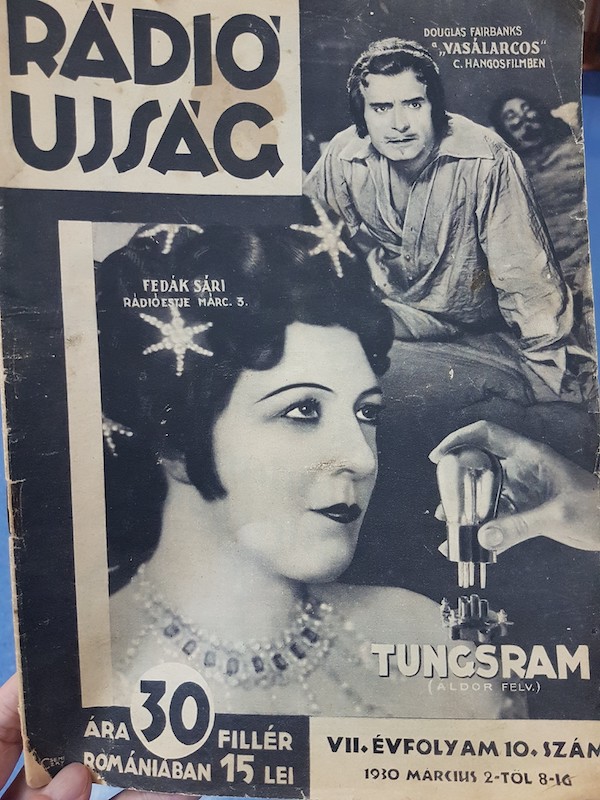 RÁDIÓ
UJSÁG
DOUGLAS FAIRBANKS
a „VASÁLARCOS"
C. HANGOSFILMBEN
FEDÁK SÁRI
RÁDIÓESTJE MÁRC. 3.
TUNGSRAM
(ALDOR FELV.)
ÁRA 30 FILLÉR
ROMÁNIÁBAN 15 LEI
VII. ÉVFOLYAM 10. SZÁM
1930 MÁRCIUS 2-TÖL 8-IG